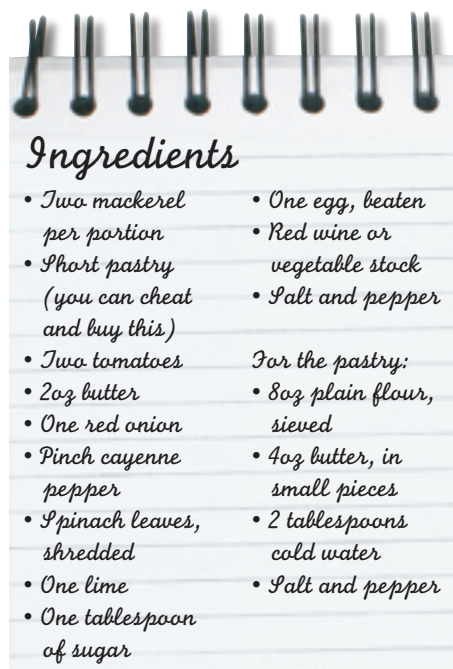 Ingredients
• Two mackerel
per portion
• Short pastry
(you can cheat
and buy this)
• Two tomatoes
• 2oz butter
• One red onion
• Pinch cayenne
pepper
• Spinach leaves,
shredded
• One lime
• One tablespoon
of sugar
• One egg, beaten
• Red wine or
vegetable stock
• Salt and pepper
For the pastry:
• 8oz plain flour,
sieved
• 4oz butter, in
small pieces
• 2 tablespoons
cold water
• Salt and pepper